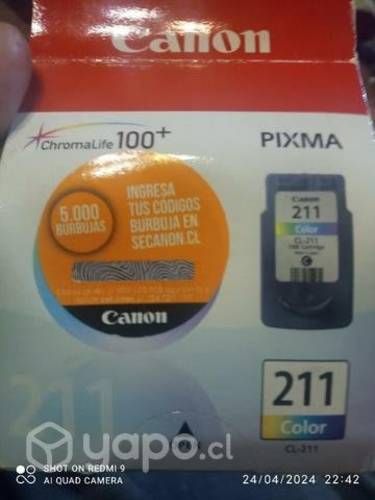 Canon
ChromaLife 100+
PIXMA
5.000
BURBUJAS
INGRESA
TUS CÓDIGOS
BURBUJA EN
SECANON.CL
Canon
Canon
211
Color
CL-211
211
211
Color
CL-211
yapo.cl
SHOT ON REDMI 9
AI QUAD CAMERA
24/04/2024 22:42